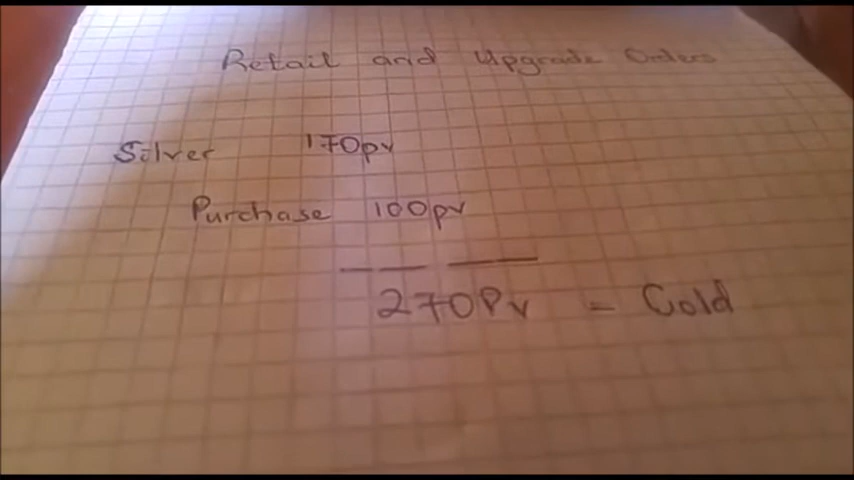 Retail and Upgrade Orders
Silver 170pv
Purchase 100pv
270Pv = Gold